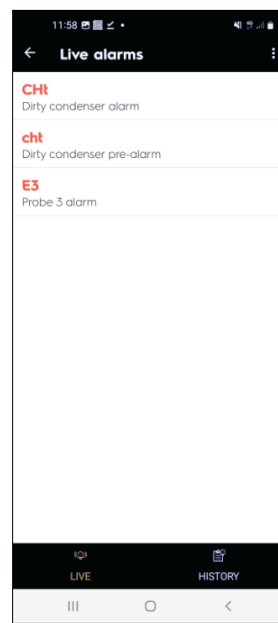 11:58
Live alarms
CHt
Dirty condenser alarm
cht
Dirty condenser pre-alarm
E3
Probe 3 alarm
LIVE
HISTORY